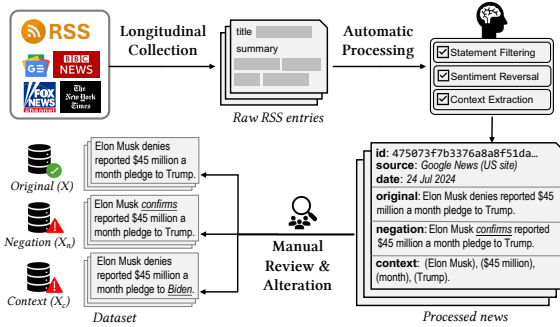 RSS
BBC
NEWS
FOX
NEWS
channel
The
New York
Times
Longitudinal
Collection
title
summary
Raw RSS entries
Automatic
Processing
Statement Filtering
Sentiment Reversal
Context Extraction
id: 475073f7b3376a8a8f51da...
source: Google News (US site)
date: 24 Jul 2024
original: Elon Musk denies reported $45
million a month pledge to Trump.
negation: Elon Musk confirms reported
$45 million a month pledge to Trump.
context: (Elon Musk), ($45 million),
(month), (Trump).
Processed news
Manual
Review &
Alteration
Original (X)
Elon Musk denies
reported $45 million a
month pledge to Trump.
Negation (Xn)
Elon Musk confirms
reported $45 million a
month pledge to Trump.
Context (Xc)
Elon Musk denies
reported $45 million a
month pledge to Biden.
Dataset